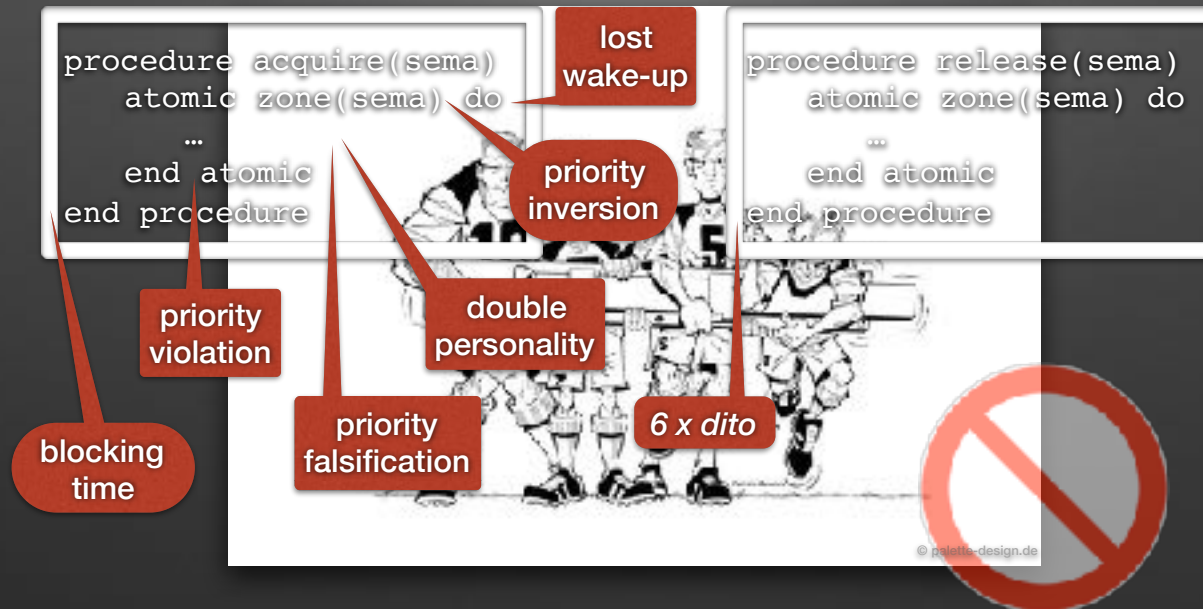 procedure acquire(sema)
atomic zone(sema) do
…
end atomic
end procedure
lost
wake-up
priority
inversion
double
personality
priority
violation
priority
falsification
blocking
time
procedure release(sema)
atomic zone(sema) do
…
end atomic
end procedure
6 x dito
10
5
© palette-design.de